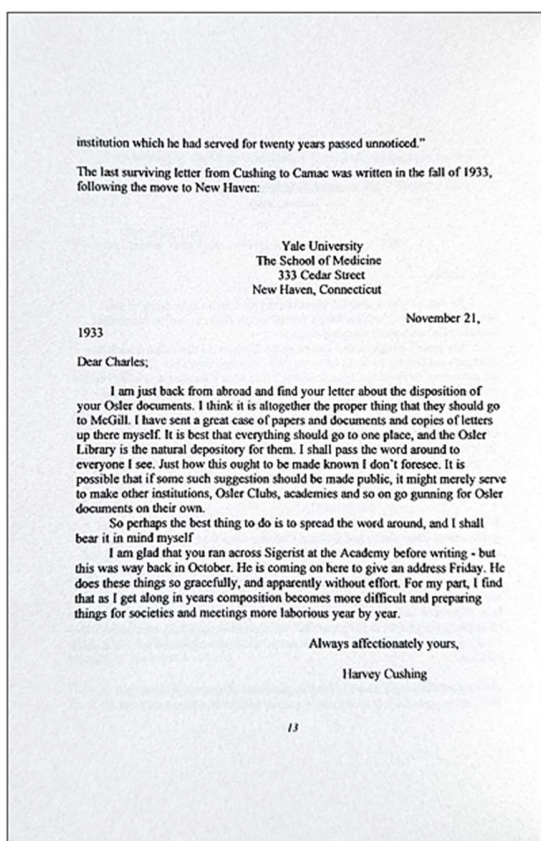 institution which he had served for twenty years passed unnoticed."
The last surviving letter from Cushing to Camac was written in the fall of 1933,
following the move to New Haven:
Yale University
The School of Medicine
333 Cedar Street
New Haven, Connecticut
November 21,
1933
Dear Charles;
I am just back from abroad and find your letter about the disposition of
your Osler documents. I think it is altogether the proper thing that they should go
to McGill. I have sent a great case of papers and documents and copies of letters
up there myself. It is best that everything should go to one place, and the Osler
Library is the natural depository for them. I shall pass the word around to
everyone I see. Just how this ought to be made known I don't foresee. It is
possible that if some such suggestion should be made public, it might merely serve
to make other institutions, Osler Clubs, academies and so on go gunning for Osler
documents on their own.
So perhaps the best thing to do is to spread the word around, and I shall
bear it in mind myself
I am glad that you ran across Sigerist at the Academy before writing - but
this was way back in October. He is coming on here to give an address Friday. He
does these things so gracefully, and apparently without effort. For my part, I find
that as I get along in years composition becomes more difficult and preparing
things for societies and meetings more laborious year by year.
Always affectionately yours,
Harvey Cushing
13